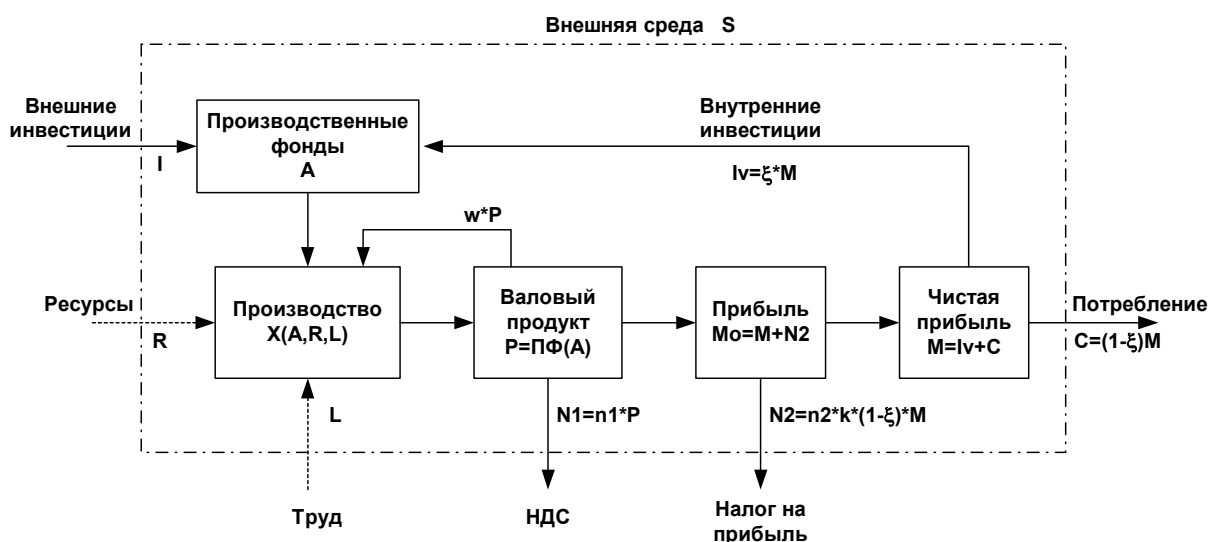 Внешняя среда S
Внешние
инвестиции
I
Производственные
фонды
A
Внутренние
инвестиции
Iv=ξ*M
w*P
Ресурсы
R
Производство
X(A,R,L)
Валовый
продукт
P=ПФ(A)
Прибыль
Mo=M+N2
Чистая
прибыль
M=Iv+C
Потребление
C=(1-ξ)M
L
N1=n1*P
N2=n2*k*(1-ξ)*M
Труд
НДС
Налог на
прибыль